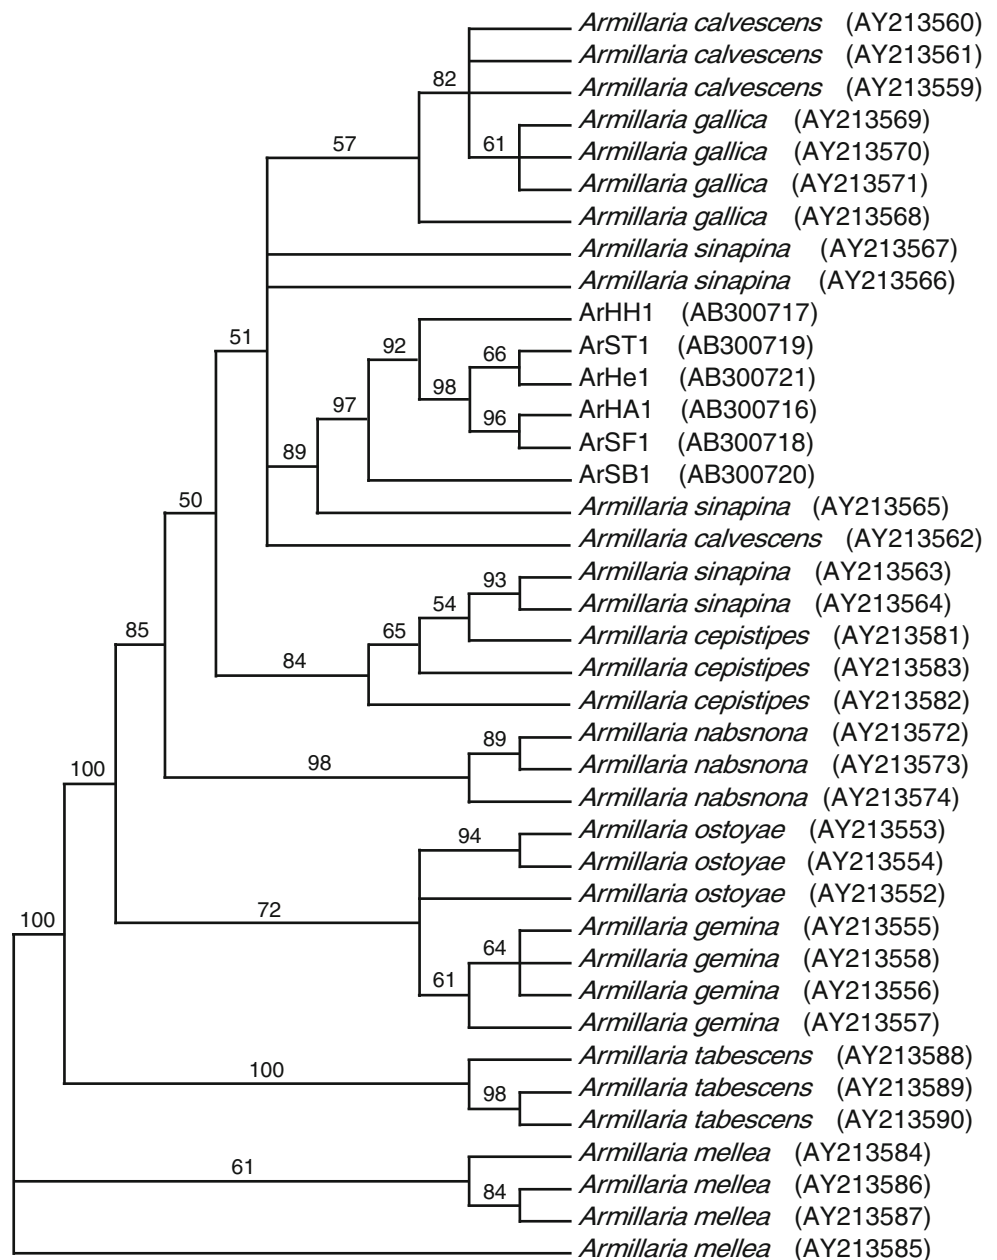 Armillaria calvescens (AY213560)
Armillaria calvescens (AY213561)
82
Armillaria calvescens (AY213559)
Armillaria gallica (AY213569)
57
61
Armillaria gallica (AY213570)
Armillaria gallica (AY213571)
Armillaria gallica (AY213568)
Armillaria sinapina (AY213567)
Armillaria sinapina (AY213566)
ArHH1 (AB300717)
51
92
66
ArST1 (AB300719)
98
ArHe1 (AB300721)
97
96
ArHA1 (AB300716)
ArSF1 (AB300718)
89
ArSB1 (AB300720)
50
Armillaria sinapina (AY213565)
Armillaria calvescens (AY213562)
93
Armillaria sinapina (AY213563)
54
Armillaria sinapina (AY213564)
85
65
Armillaria cepistipes (AY213581)
84
Armillaria cepistipes (AY213583)
Armillaria cepistipes (AY213582)
89
Armillaria nabsnona (AY213572)
100
98
Armillaria nabsnona (AY213573)
Armillaria nabsnona (AY213574)
94
Armillaria ostoyae (AY213553)
Armillaria ostoyae (AY213554)
100
72
Armillaria ostoyae (AY213552)
Armillaria gemina (AY213555)
64
Armillaria gemina (AY213558)
61
Armillaria gemina (AY213556)
Armillaria gemina (AY213557)
100
Armillaria tabescens (AY213588)
98
Armillaria tabescens (AY213589)
Armillaria tabescens (AY213590)
61
Armillaria mellea (AY213584)
84
Armillaria mellea (AY213586)
Armillaria mellea (AY213587)
Armillaria mellea (AY213585)